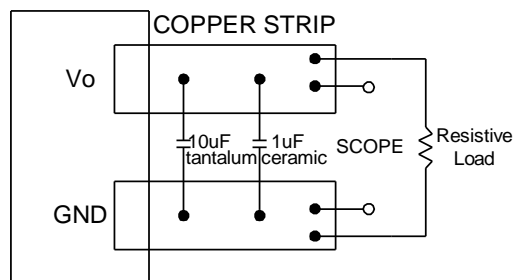 COPPER STRIP
Vo
10uF
tantalum
1uF
ceramic
SCOPE
Resistive
Load
GND